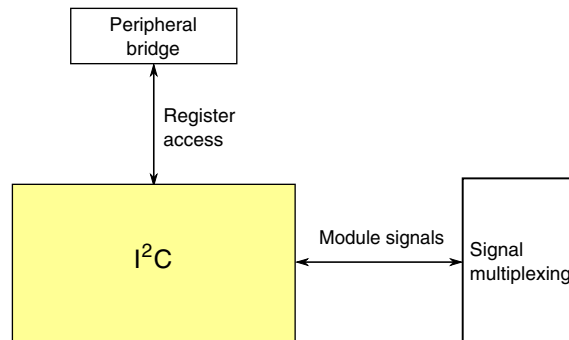 Peripheral
bridge
Register
access
I²C
Module signals
Signal
multiplexing